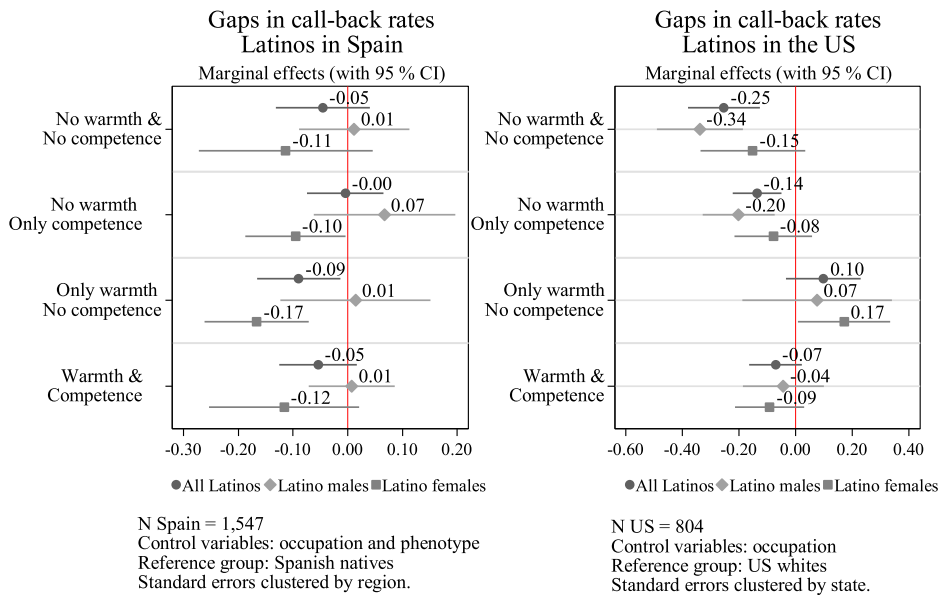 Gaps in call-back rates
Latinos in Spain
Marginal effects (with 95 % CI)
No warmth &
No competence
-0.05
0.01
-0.11
No warmth
Only competence
-0.00
0.07
-0.10
Only warmth
No competence
-0.09
0.01
-0.17
Warmth &
Competence
-0.05
0.01
-0.12
-0.30 -0.20 -0.10 0.00 0.10 0.20
All Latinos Latino males Latino females
N Spain = 1,547
Control variables: occupation and phenotype
Reference group: Spanish natives
Standard errors clustered by region.
Gaps in call-back rates
Latinos in the US
Marginal effects (with 95 % CI)
No warmth &
No competence
-0.25
-0.34
-0.15
No warmth
Only competence
-0.14
-0.20
-0.08
Only warmth
No competence
0.10
0.07
0.17
Warmth &
Competence
-0.07
-0.04
-0.09
-0.60 -0.40 -0.20 0.00 0.20 0.40
All Latinos Latino males Latino females
N US = 804
Control variables: occupation
Reference group: US whites
Standard errors clustered by state.